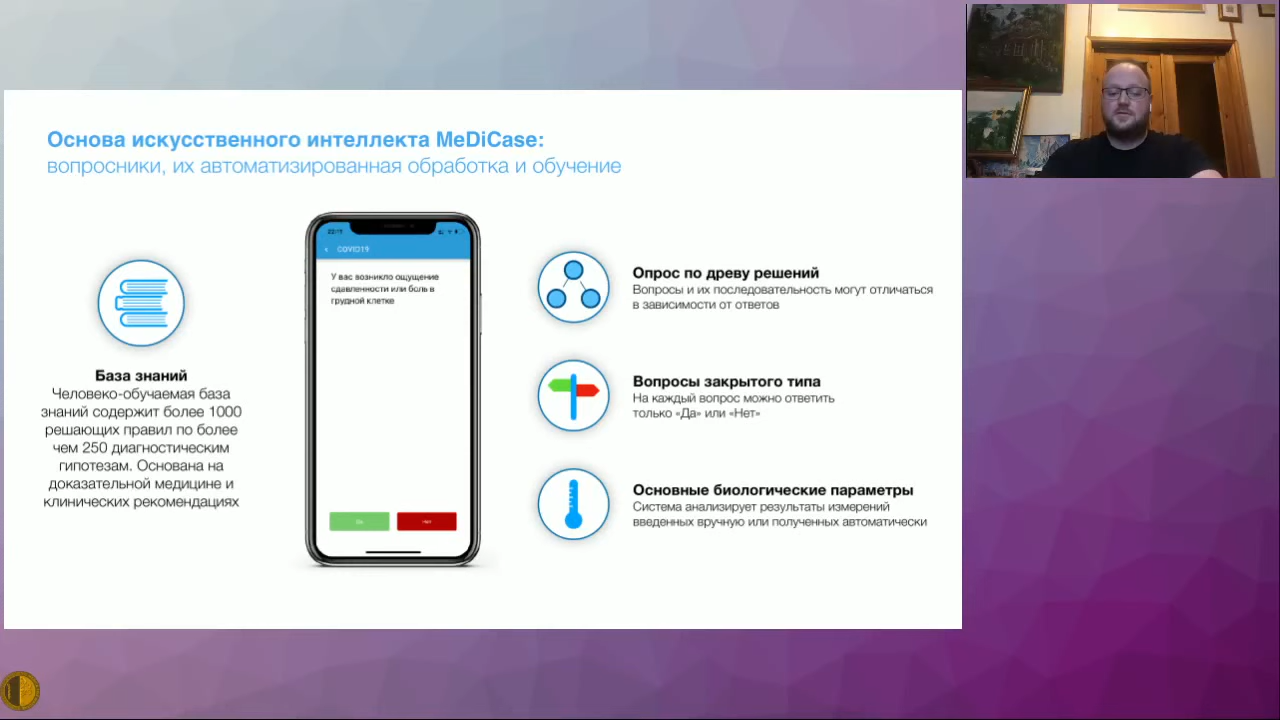 Основа искусственного интеллекта MeDiCase:
вопросники, их автоматизированная обработка и обучение
База знаний
Человеко-обучаемая база
знаний содержит более 1000
решающих правил по более
чем 250 диагностическим
гипотезам. Основана на
доказательной медицине и
клинических рекомендациях
COVID19
У вас возникло ощущение
сдавленности или боль в
грудной клетке
Да
Нет
Опрос по древу решений
Вопросы и их последовательность могут отличаться
в зависимости от ответов
Вопросы закрытого типа
На каждый вопрос можно ответить
только «Да» или «Нет»
Основные биологические параметры
Система анализирует результаты измерений
введенных вручную или полученных автоматически